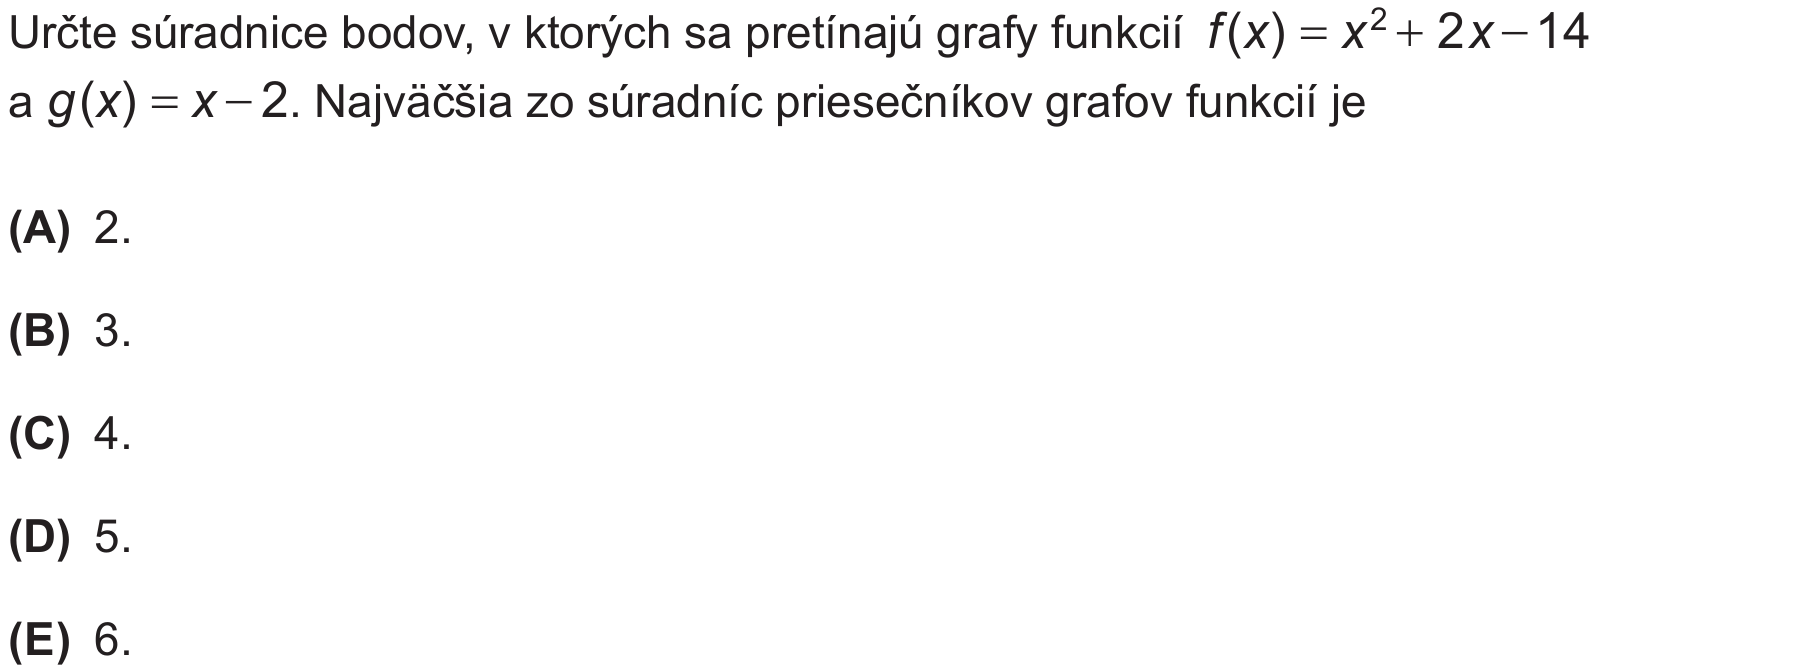 Určte súradnice bodov, v ktorých sa pretínajú grafy funkcií f(x) = x² + 2x − 14
a g(x) = x − 2. Najväčšia zo súradníc priesečníkov grafov funkcií je
(A) 2.
(B) 3.
(C) 4.
(D) 5.
(E) 6.